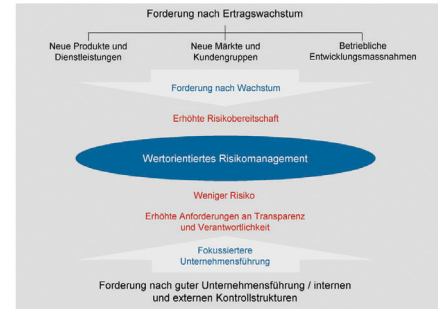 Forderung nach Ertragswachstum
Neue Produkte und
Dienstleistungen
Neue Märkte und
Kundengruppen
Betriebliche
Entwicklungsmassnahmen
Forderung nach Wachstum
Erhöhte Risikobereitschaft
Wertorientiertes Risikomanagement
Weniger Risiko
Erhöhte Anforderungen an Transparenz
und Verantwortlichkeit
Fokussiertere
Unternehmensführung
Forderung nach guter Unternehmensführung / internen
und externen Kontrollstrukturen